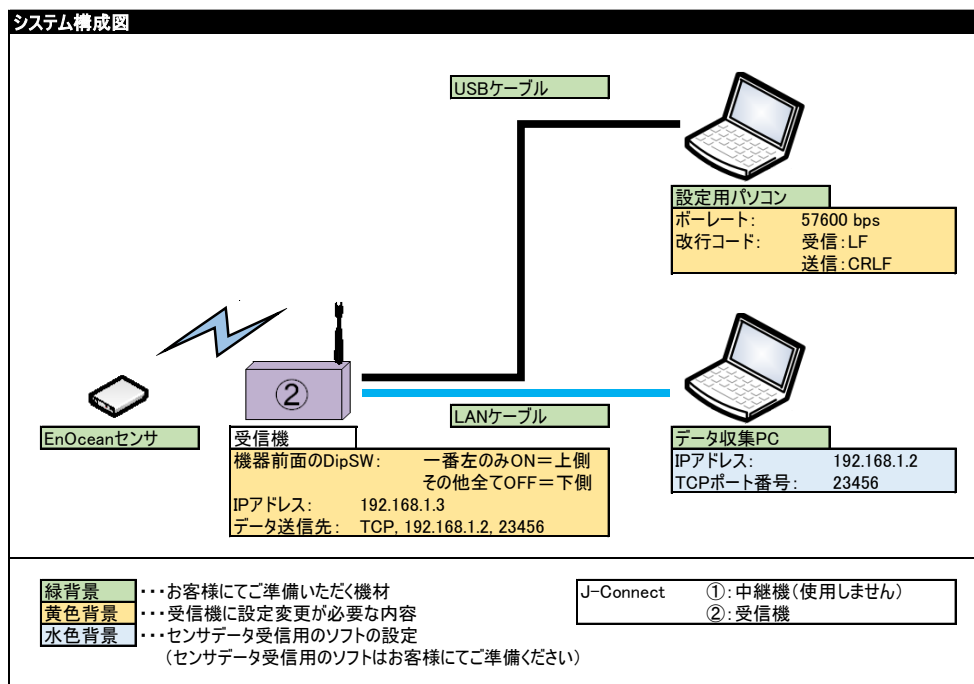 システム構成図
USBケーブル
設定用パソコン
ボーレート: 57600 bps
改行コード: 受信:LF
送信:CRLF
②
LANケーブル
EnOceanセンサ
受信機
機器前面のDipSW: 一番左のみON=上側
その他全てOFF=下側
IPアドレス: 192.168.1.3
データ送信先: TCP, 192.168.1.2, 23456
データ収集PC
IPアドレス: 192.168.1.2
TCPポート番号: 23456
緑背景 ・・・お客様にてご準備いただく機材
黄色背景 ・・・受信機に設定変更が必要な内容
水色背景 ・・・センサデータ受信用のソフトの設定
(センサデータ受信用のソフトはお客様にてご準備ください)
J-Connect ①:中継機(使用しません)
②:受信機